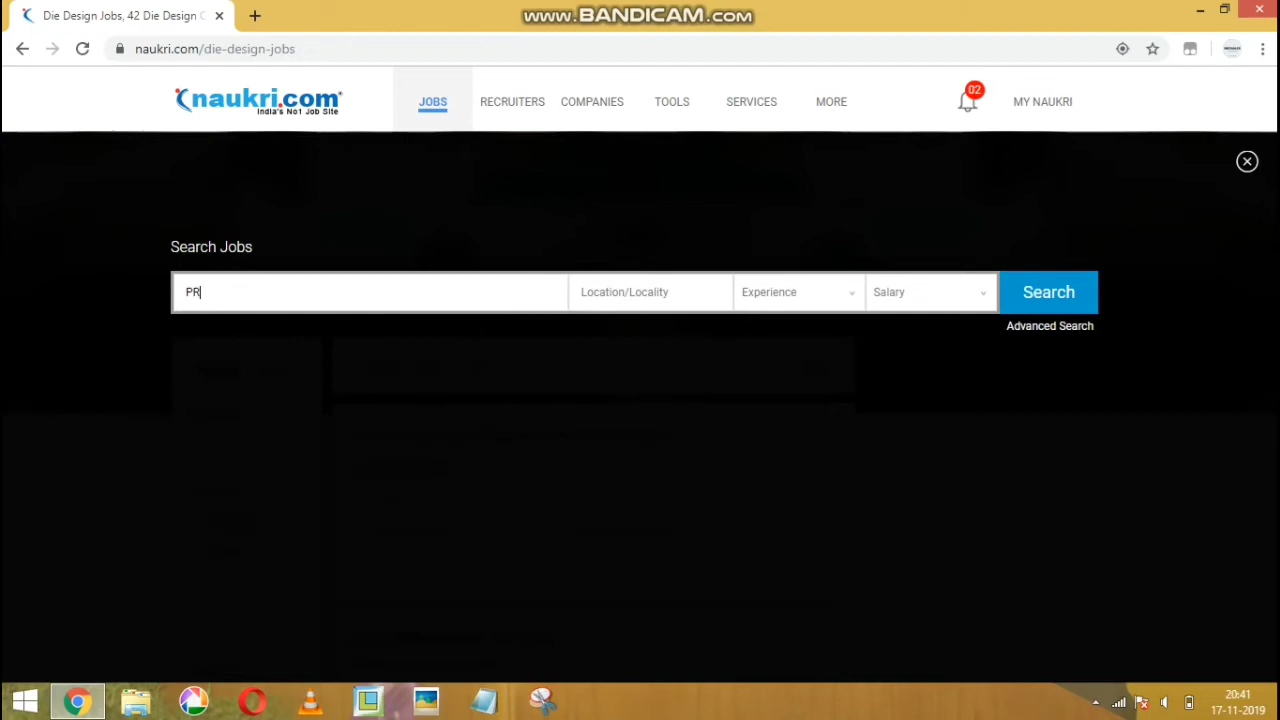 Die Design Jobs, 42 Die Design C
www.BANDICAM.com
naukri.com/die-design-jobs
naukri.com
India's No1 Job Site
JOBS
RECRUITERS
COMPANIES
TOOLS
SERVICES
MORE
02
MY NAUKRI
Search Jobs
PR
Location/Locality
Experience
Salary
Search
Advanced Search
20:41
17-11-2019